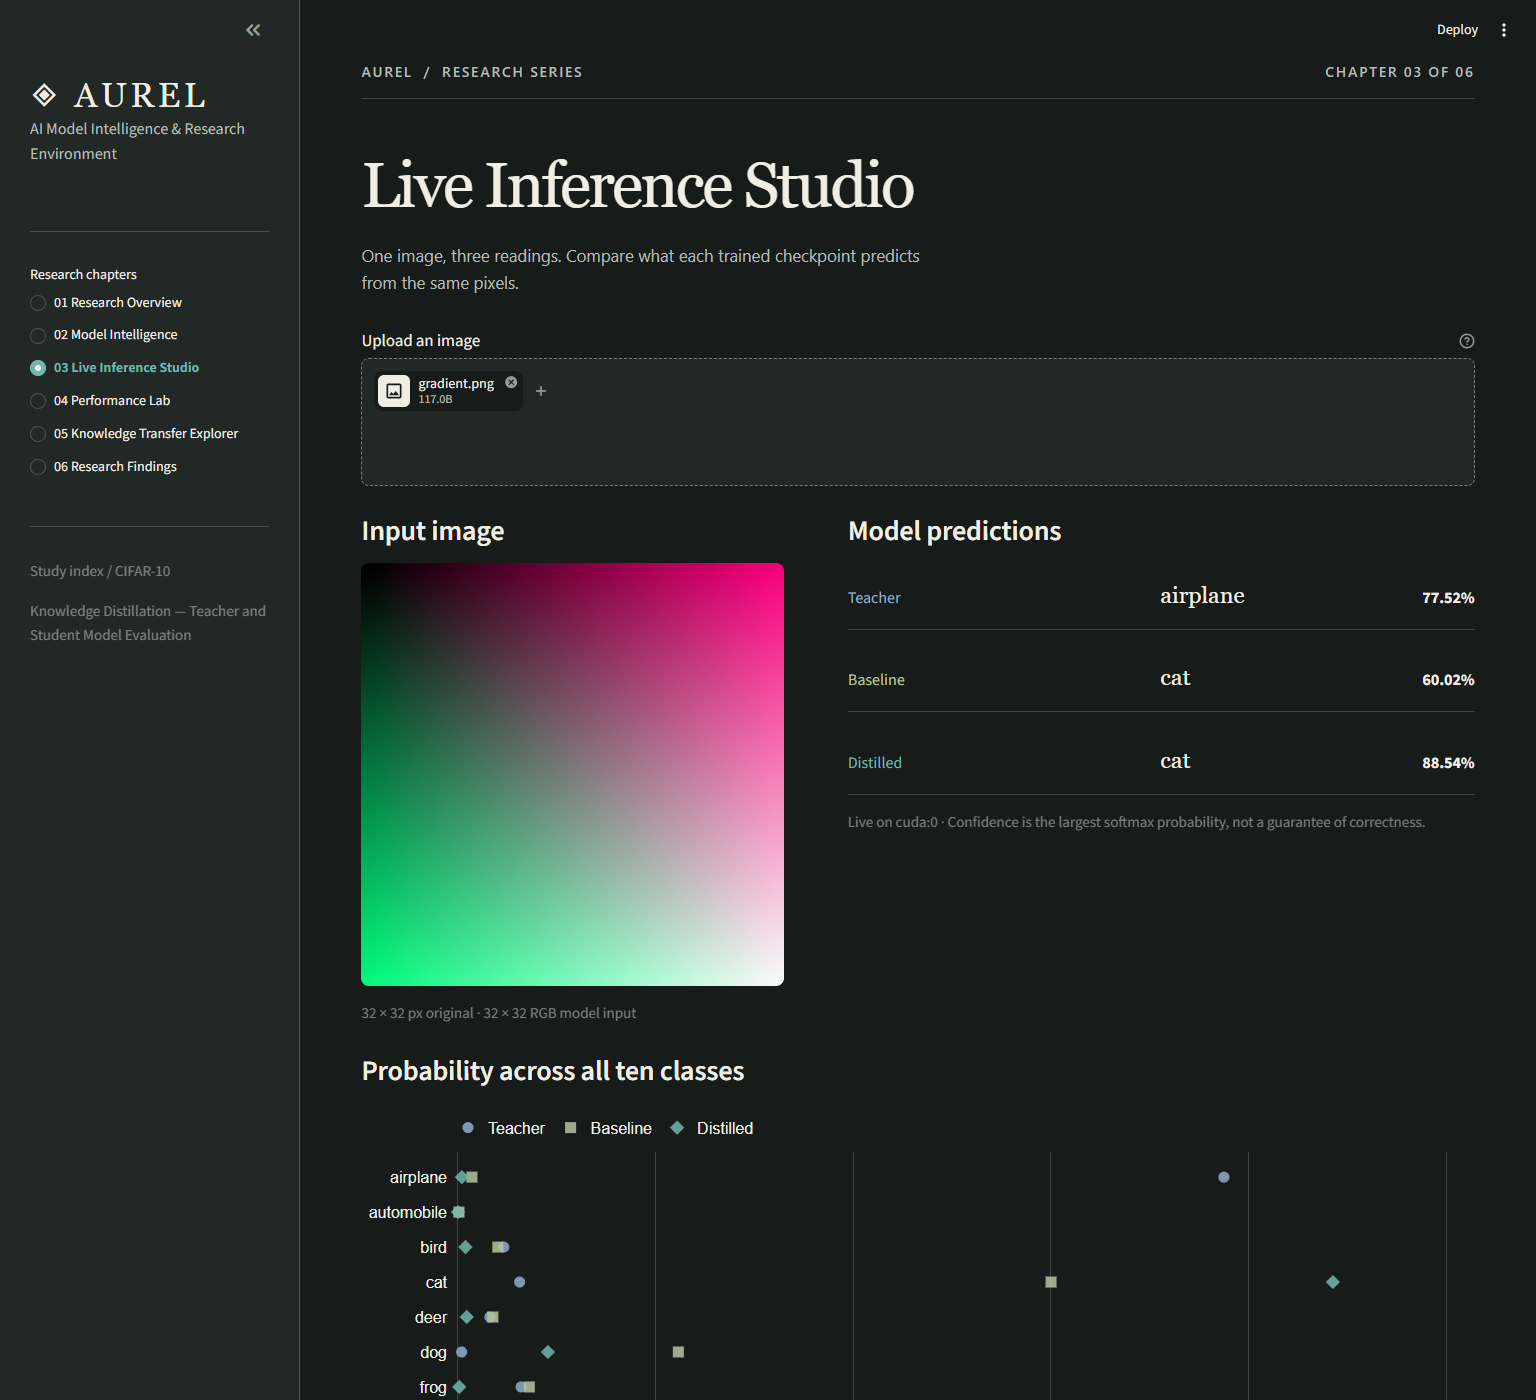 Deploy
AUREL
AI Model Intelligence & Research
Environment
Research chapters
01 Research Overview
02 Model Intelligence
03 Live Inference Studio
04 Performance Lab
05 Knowledge Transfer Explorer
06 Research Findings
Study index / CIFAR-10
Knowledge Distillation — Teacher and
Student Model Evaluation
AUREL / RESEARCH SERIES
CHAPTER 03 OF 06
Live Inference Studio
One image, three readings. Compare what each trained checkpoint predicts
from the same pixels.
Upload an image
gradient.png
117.0B
Input image
32 × 32 px original · 32 × 32 RGB model input
Model predictions
Teacher airplane 77.52%
Baseline cat 60.02%
Distilled cat 88.54%
Live on cuda:0 · Confidence is the largest softmax probability, not a guarantee of correctness.
Probability across all ten classes
Teacher Baseline Distilled
airplane
automobile
bird
cat
deer
dog
frog